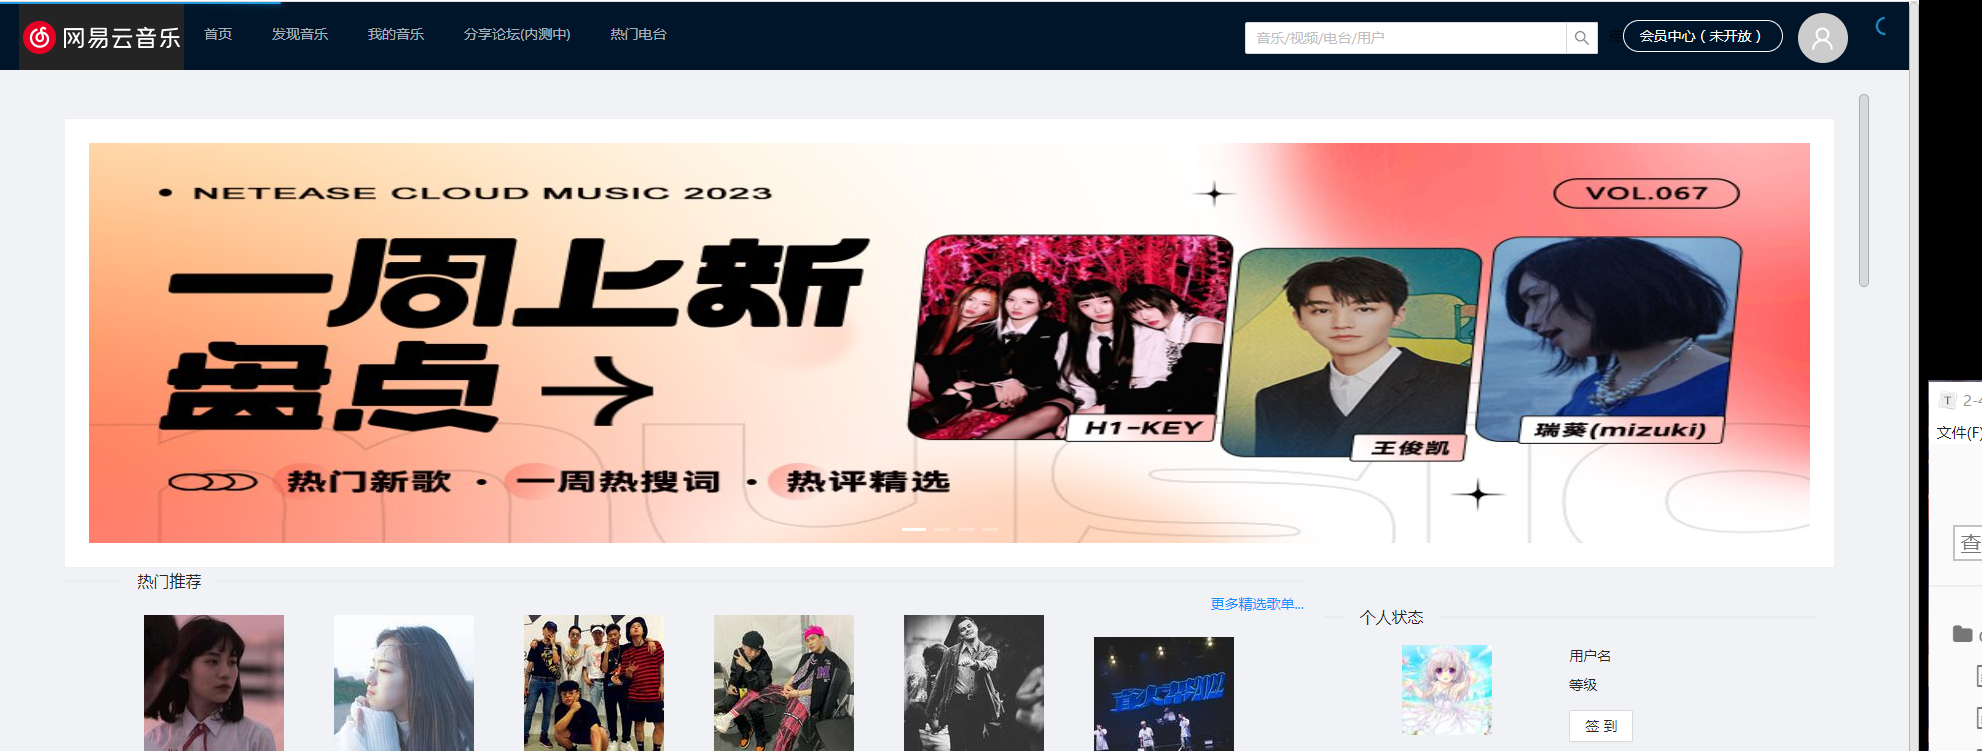 网易云音乐
首页 发现音乐 我的音乐 分享论坛(内测中) 热门电台
音乐/视频/电台/用户
会员中心 ( 未开放 )
NETEASE CLOUD MUSIC 2023
VOL.067
一周上新
盘点
H1-KEY
王俊凯
瑞葵(mizuki)
热门新歌 · 一周热搜词 · 热评精选
music
热门推荐
更多精选歌单...
个人状态
用户名
等级
签 到
T 2-4
文件(F)
查